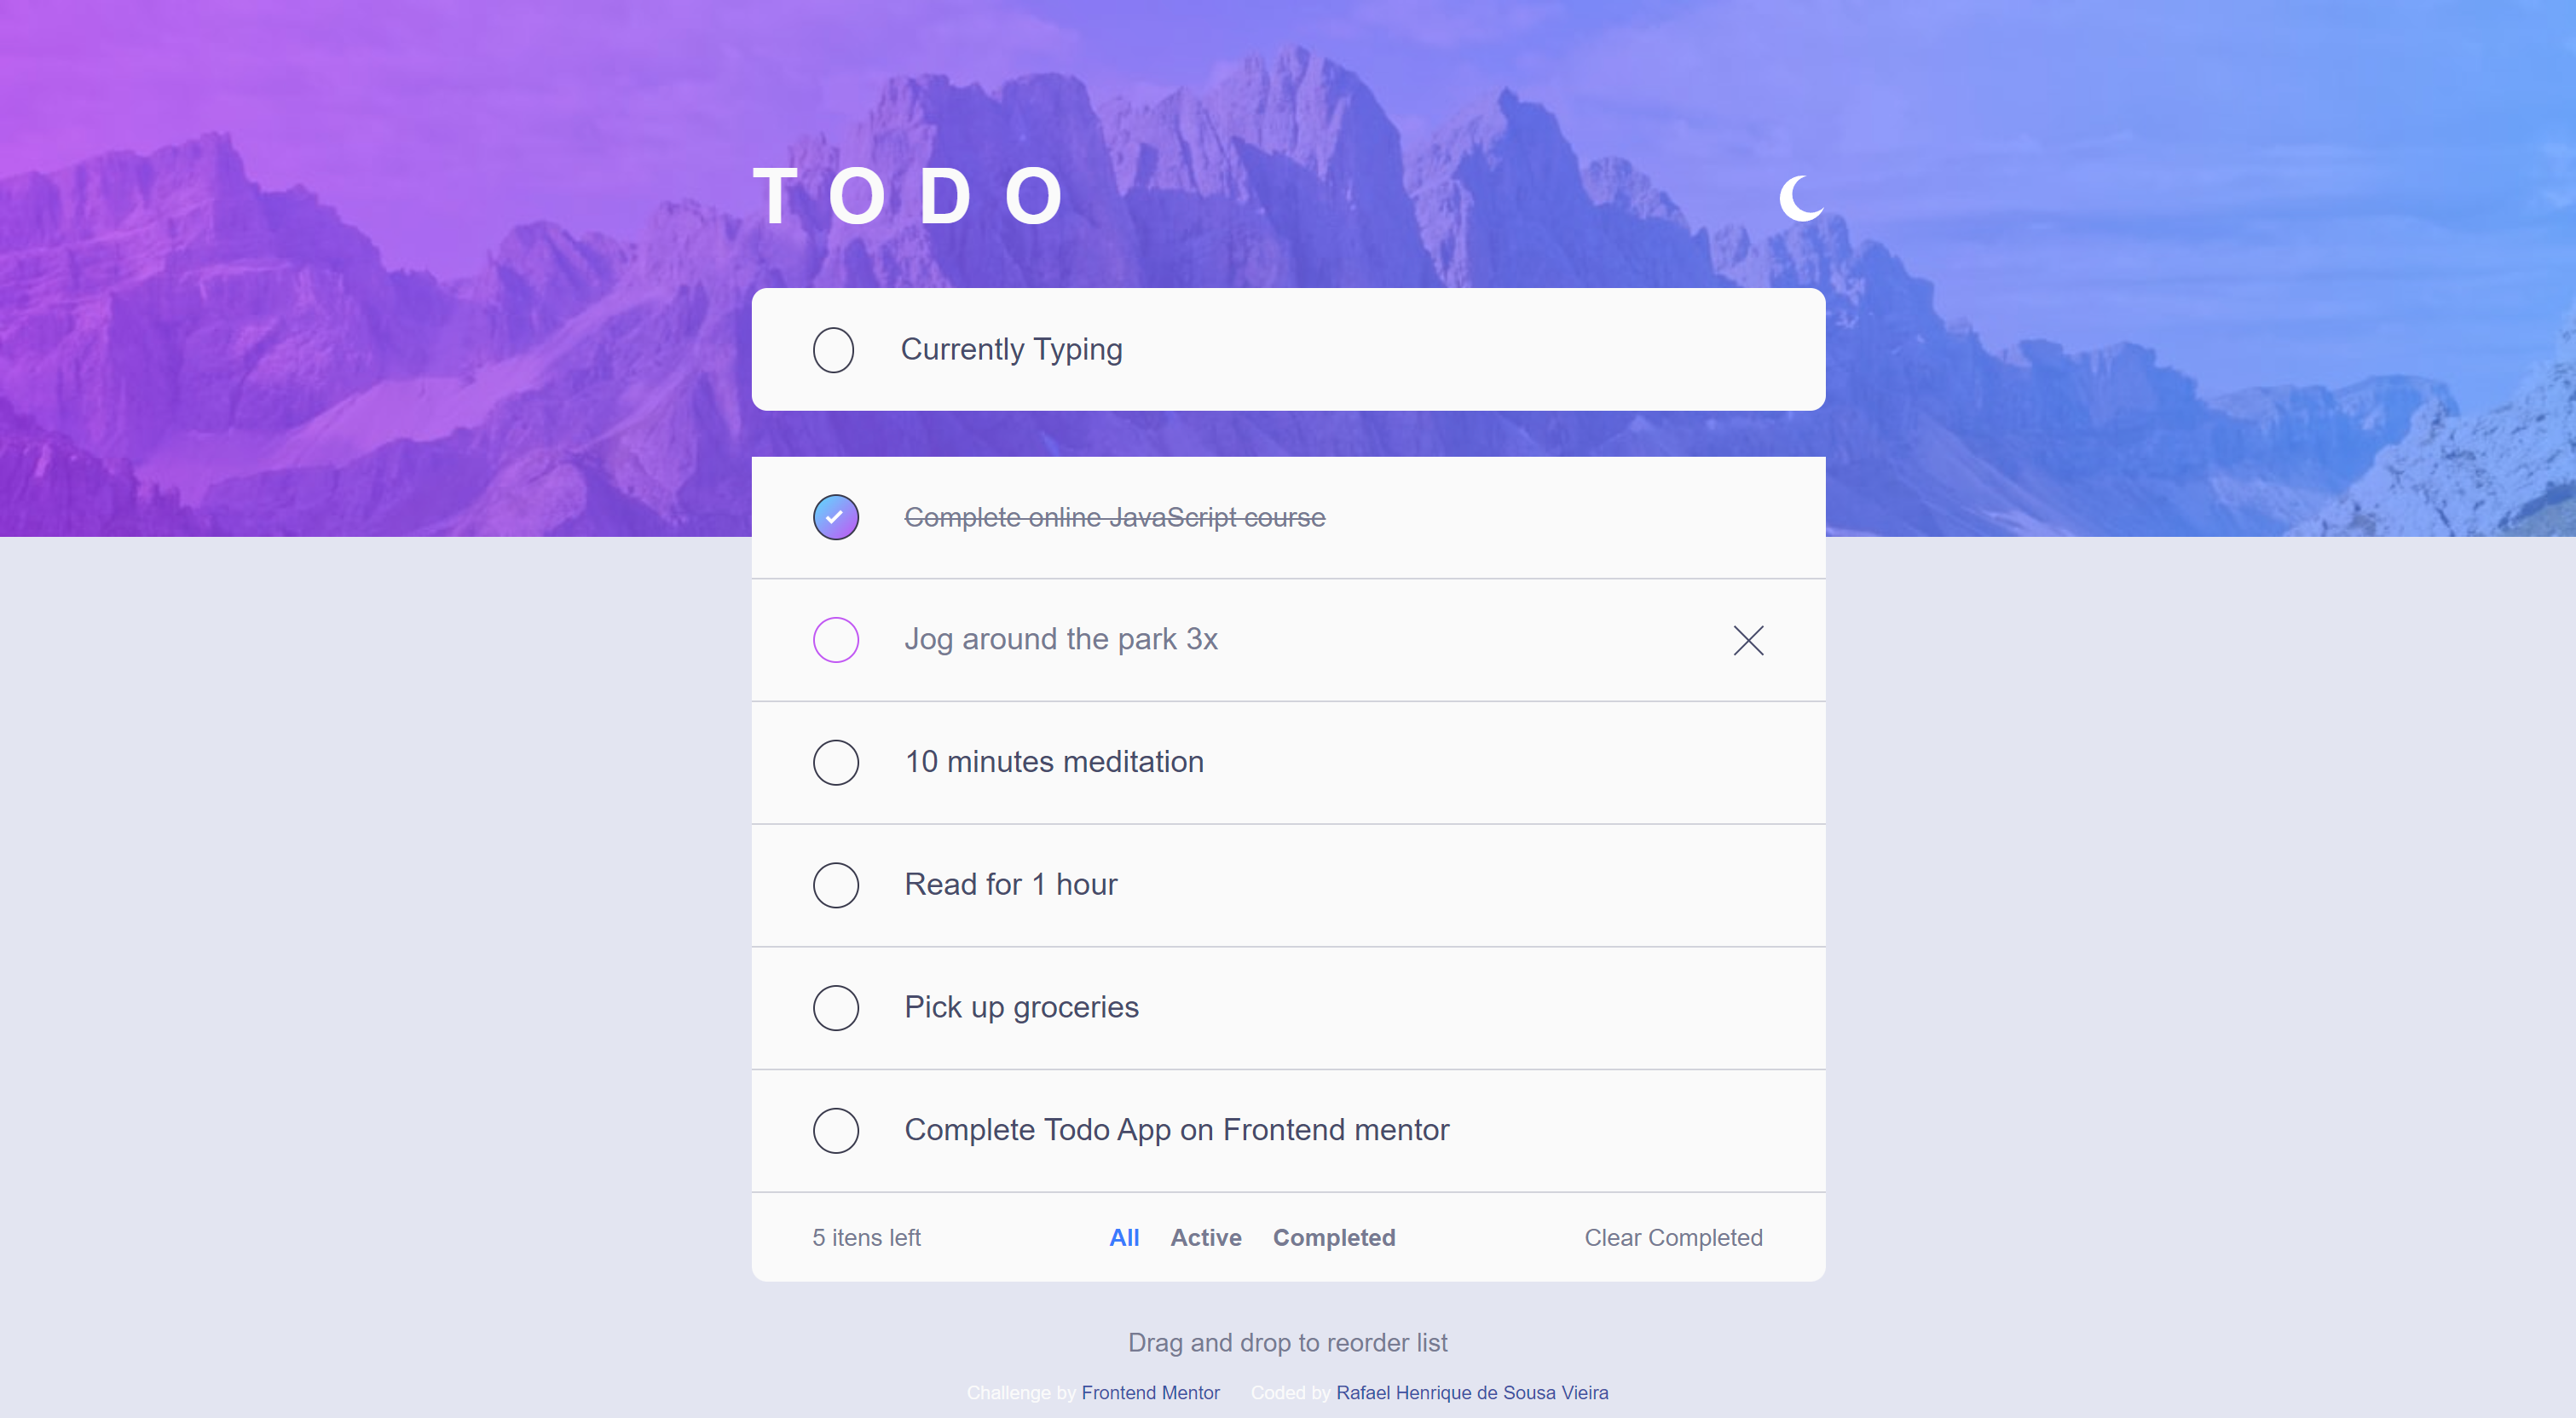 TODO
Currently Typing
Complete online JavaScript course
Jog around the park 3x
10 minutes meditation
Read for 1 hour
Pick up groceries
Complete Todo App on Frontend mentor
5 itens left All Active Completed Clear Completed
Drag and drop to reorder list
Challenge by Frontend Mentor Coded by Rafael Henrique de Sousa Vieira